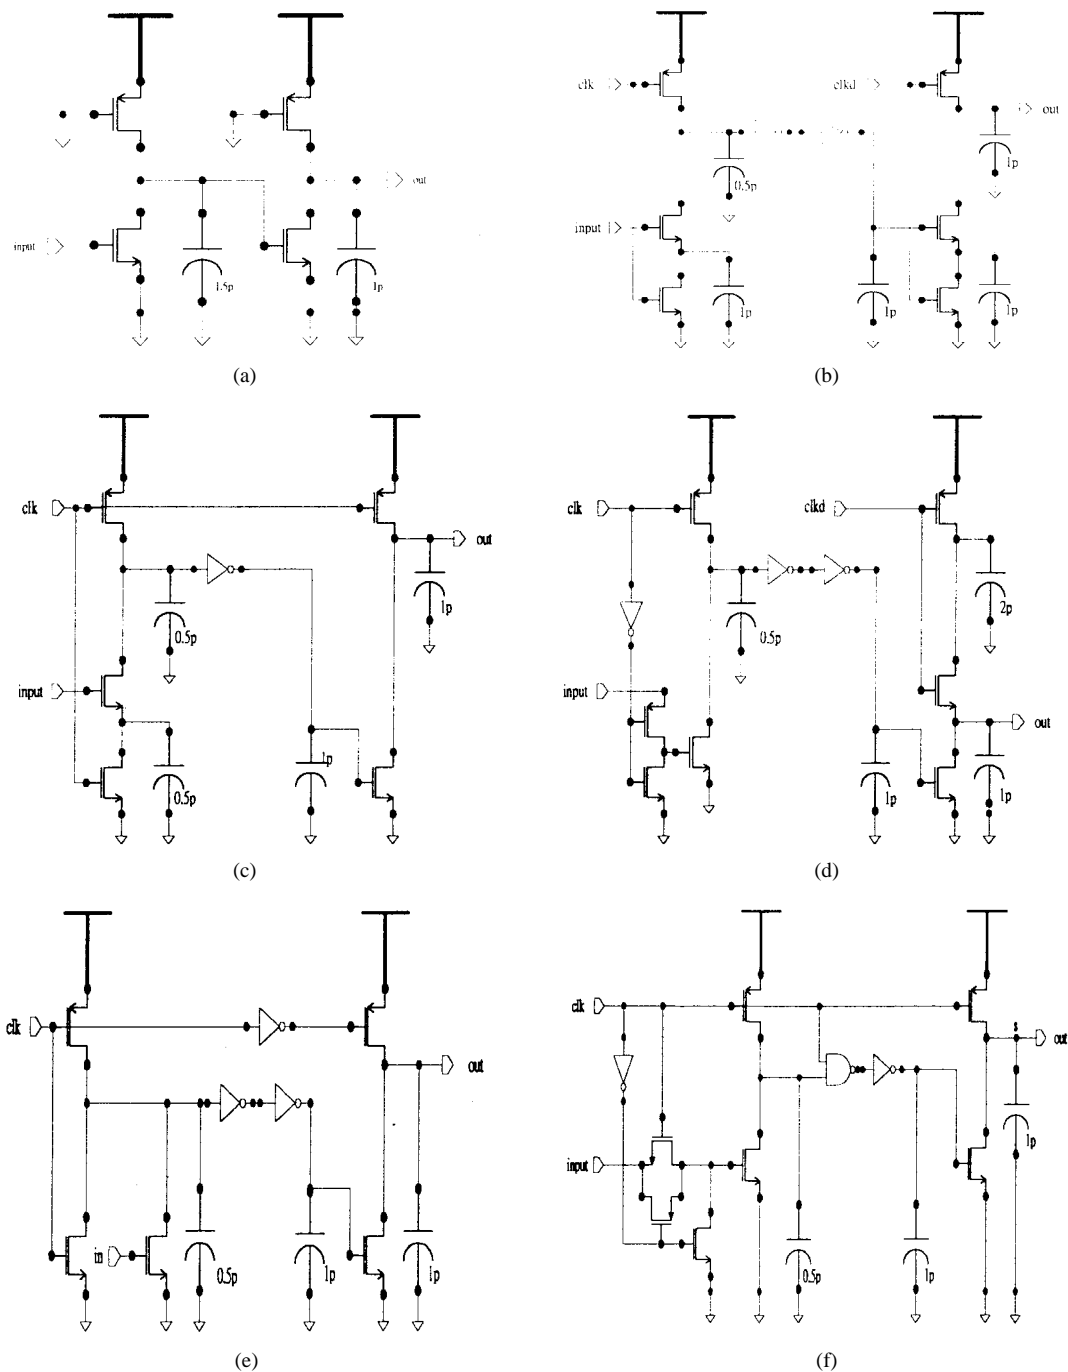 input
1.5p
1p
out
(a)
clk
clkd
out
1p
0.5p
input
1p
1p
1p
(b)
clk
out
1p
0.5p
input
1p
0.5p
(c)
clk
clkd
2p
0.5p
input
out
1p
1p
(d)
clk
out
in
0.5p
1p
1p
(e)
clk
s
out
1p
input
0.5p
1p
(f)